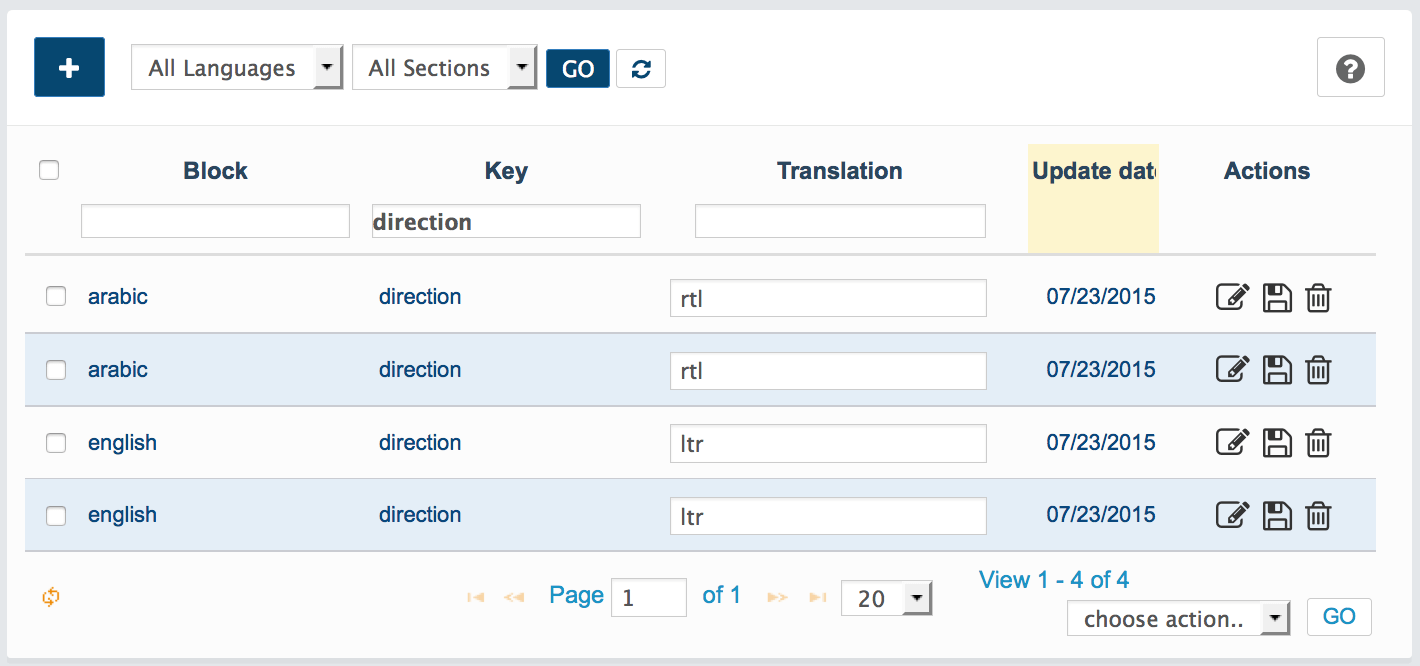 + All Languages All Sections GO ?
Block Key Translation Update dat Actions
direction
arabic direction rtl 07/23/2015
arabic direction rtl 07/23/2015
english direction ltr 07/23/2015
english direction ltr 07/23/2015
Page 1 of 1 20 View 1 - 4 of 4
choose action.. GO